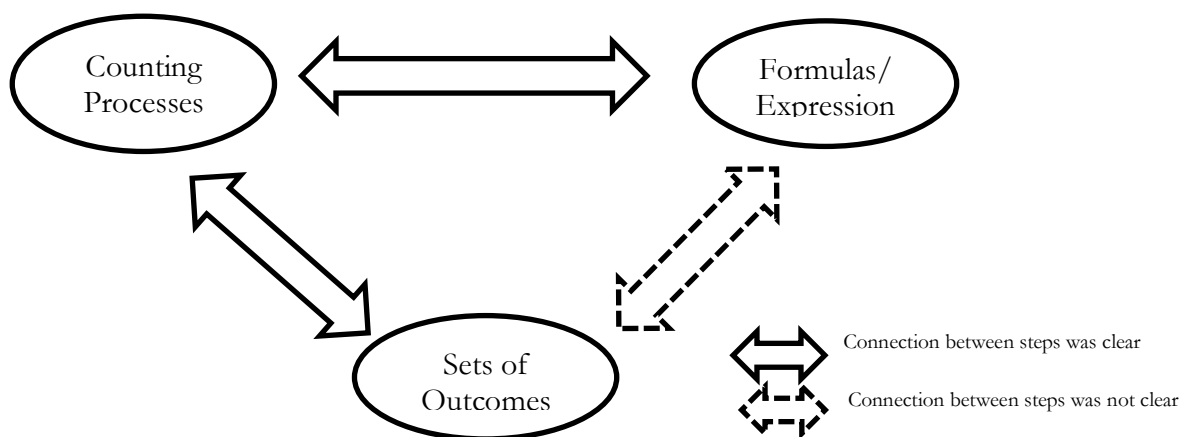 Counting
Processes
Formulas/
Expression
Sets of
Outcomes
Connection between steps was clear
Connection between steps was not clear